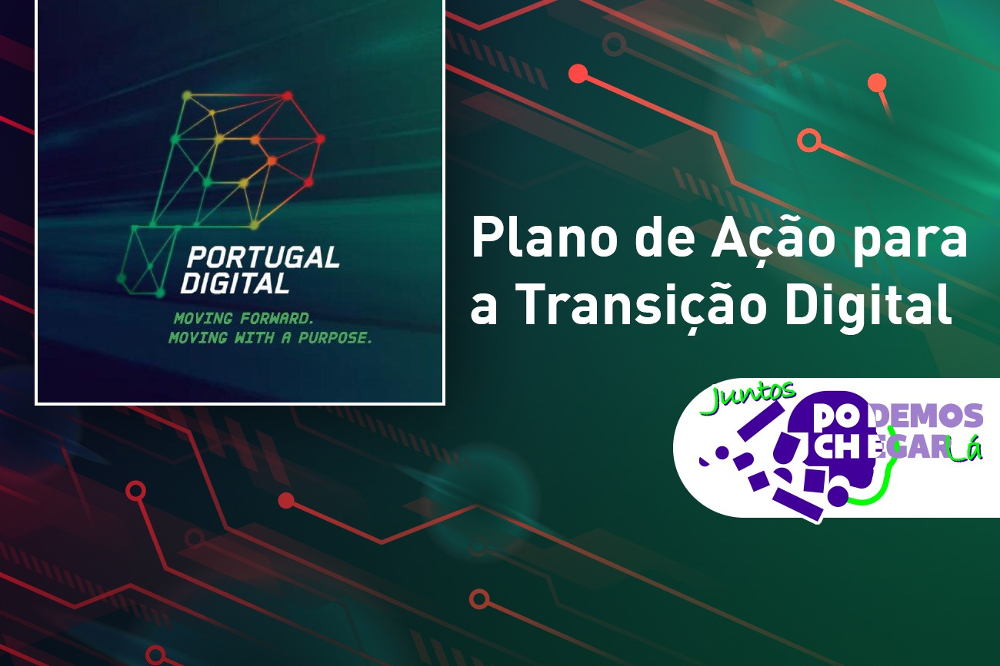 PORTUGAL
DIGITAL
MOVING FORWARD.
MOVING WITH A PURPOSE.
Plano de Ação para
a Transição Digital
Juntos
PODEMOS
CHEGAR Lá